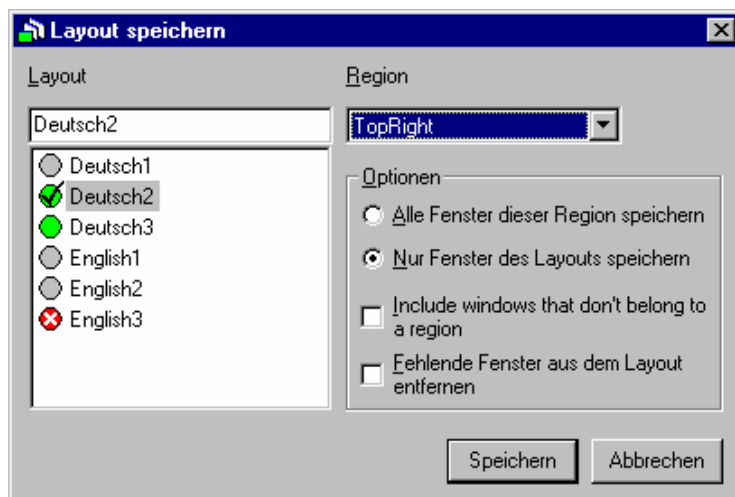 Layout speichern
Layout
Region
Deutsch2
TopRight
Deutsch1
Deutsch2
Deutsch3
English1
English2
English3
Optionen
Alle Fenster dieser Region speichern
Nur Fenster des Layouts speichern
Include windows that don't belong to
a region
Fehlende Fenster aus dem Layout
entfernen
Speichern
Abbrechen